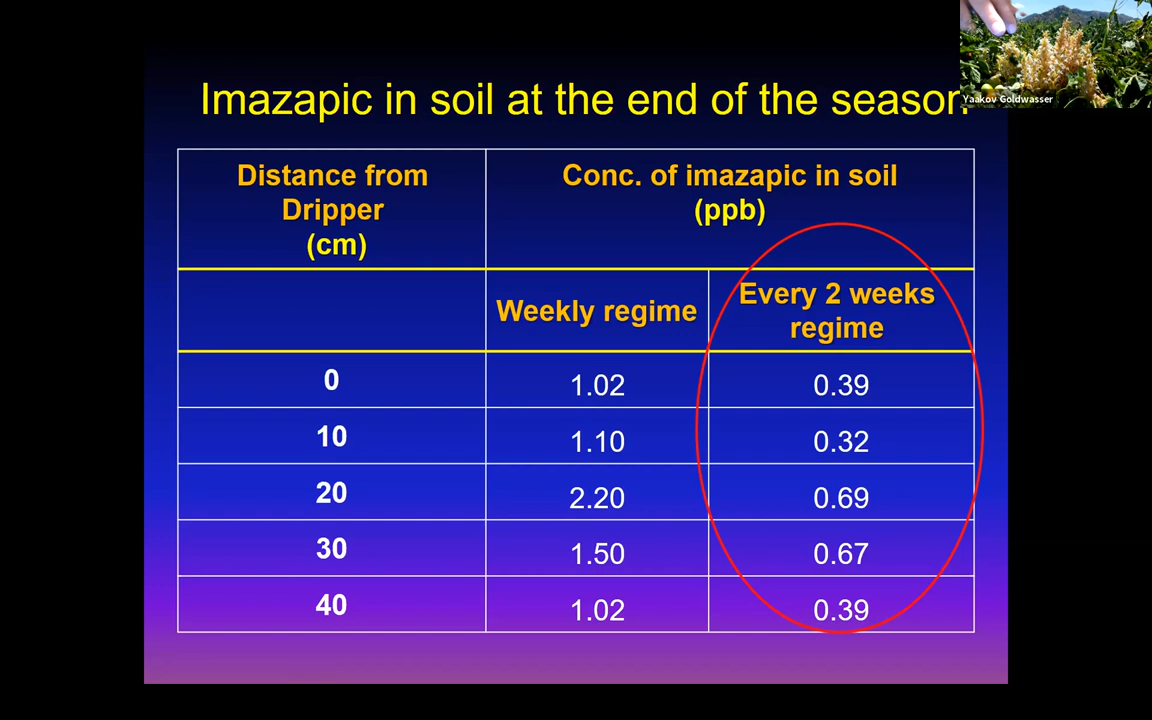 Imazapic in soil at the end of the season
Yaakov Goldwasser
Distance from
Dripper
(cm)
Conc. of imazapic in soil
(ppb)
Weekly regime
Every 2 weeks
regime
0 1.02 0.39
10 1.10 0.32
20 2.20 0.69
30 1.50 0.67
40 1.02 0.39